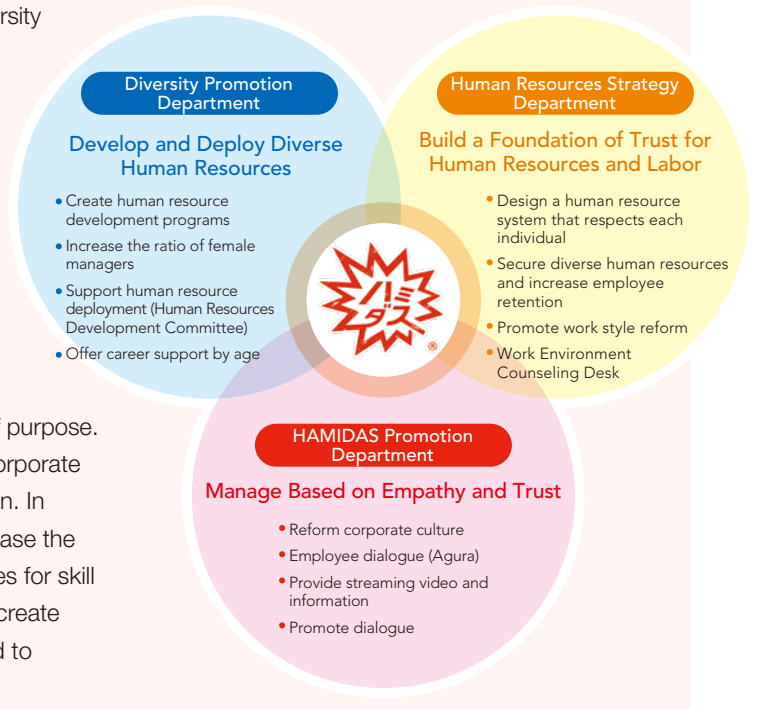 rsity
Diversity Promotion
Department
Develop and Deploy Diverse
Human Resources
• Create human resource
development programs
• Increase the ratio of female
managers
• Support human resource
deployment (Human Resources
Development Committee)
• Offer career support by age
Human Resources Strategy
Department
Build a Foundation of Trust for
Human Resources and Labor
• Design a human resource
system that respects each
individual
• Secure diverse human resources
and increase employee
retention
• Promote work style reform
• Work Environment
Counseling Desk
ハミ
ダス
®
HAMIDAS Promotion
Department
Manage Based on Empathy and Trust
• Reform corporate culture
• Employee dialogue (Agura)
• Provide streaming video and
information
• Promote dialogue
purpose.
orporate
n. In
ase the
es for skill
create
d to